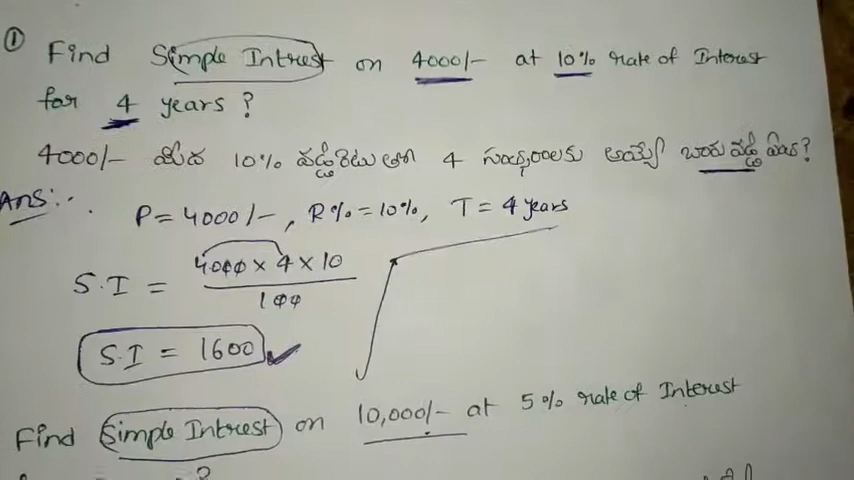 ① Find Simple Intrest on 4000/- at 10% rate of Interest
for 4 years ?
4000/- మీద 10% వడ్డీ రేటు తో 4 సంవత్సరాలకు అయ్యే బారు వడ్డీ ఎంత?
Ans:-
P = 4000/-, R% = 10%, T = 4 years
S.I = 4000 × 4 × 10
100
S.I = 1600
Find Simple Intrest on 10,000/- at 5% rate of Interest